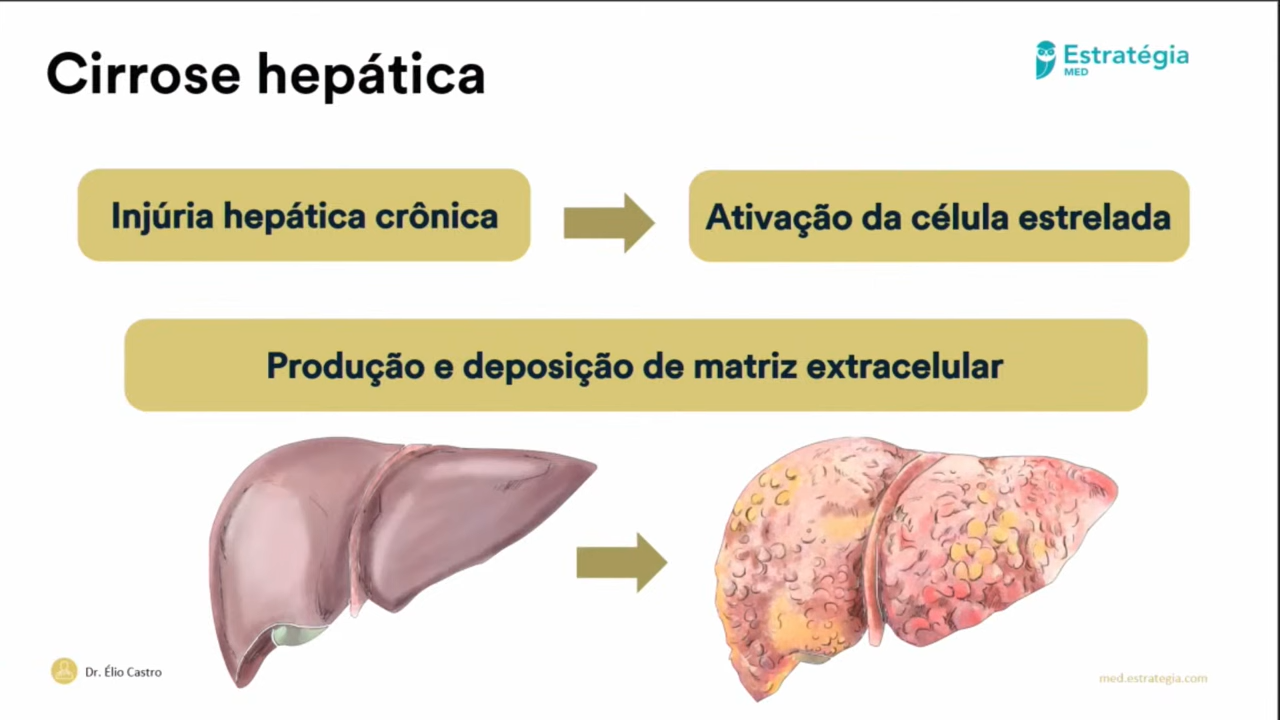 Cirrose hepática
Estratégia
MED
Injúria hepática crônica
Ativação da célula estrelada
Produção e deposição de matriz extracelular
Dr. Élio Castro
med.estrategia.com